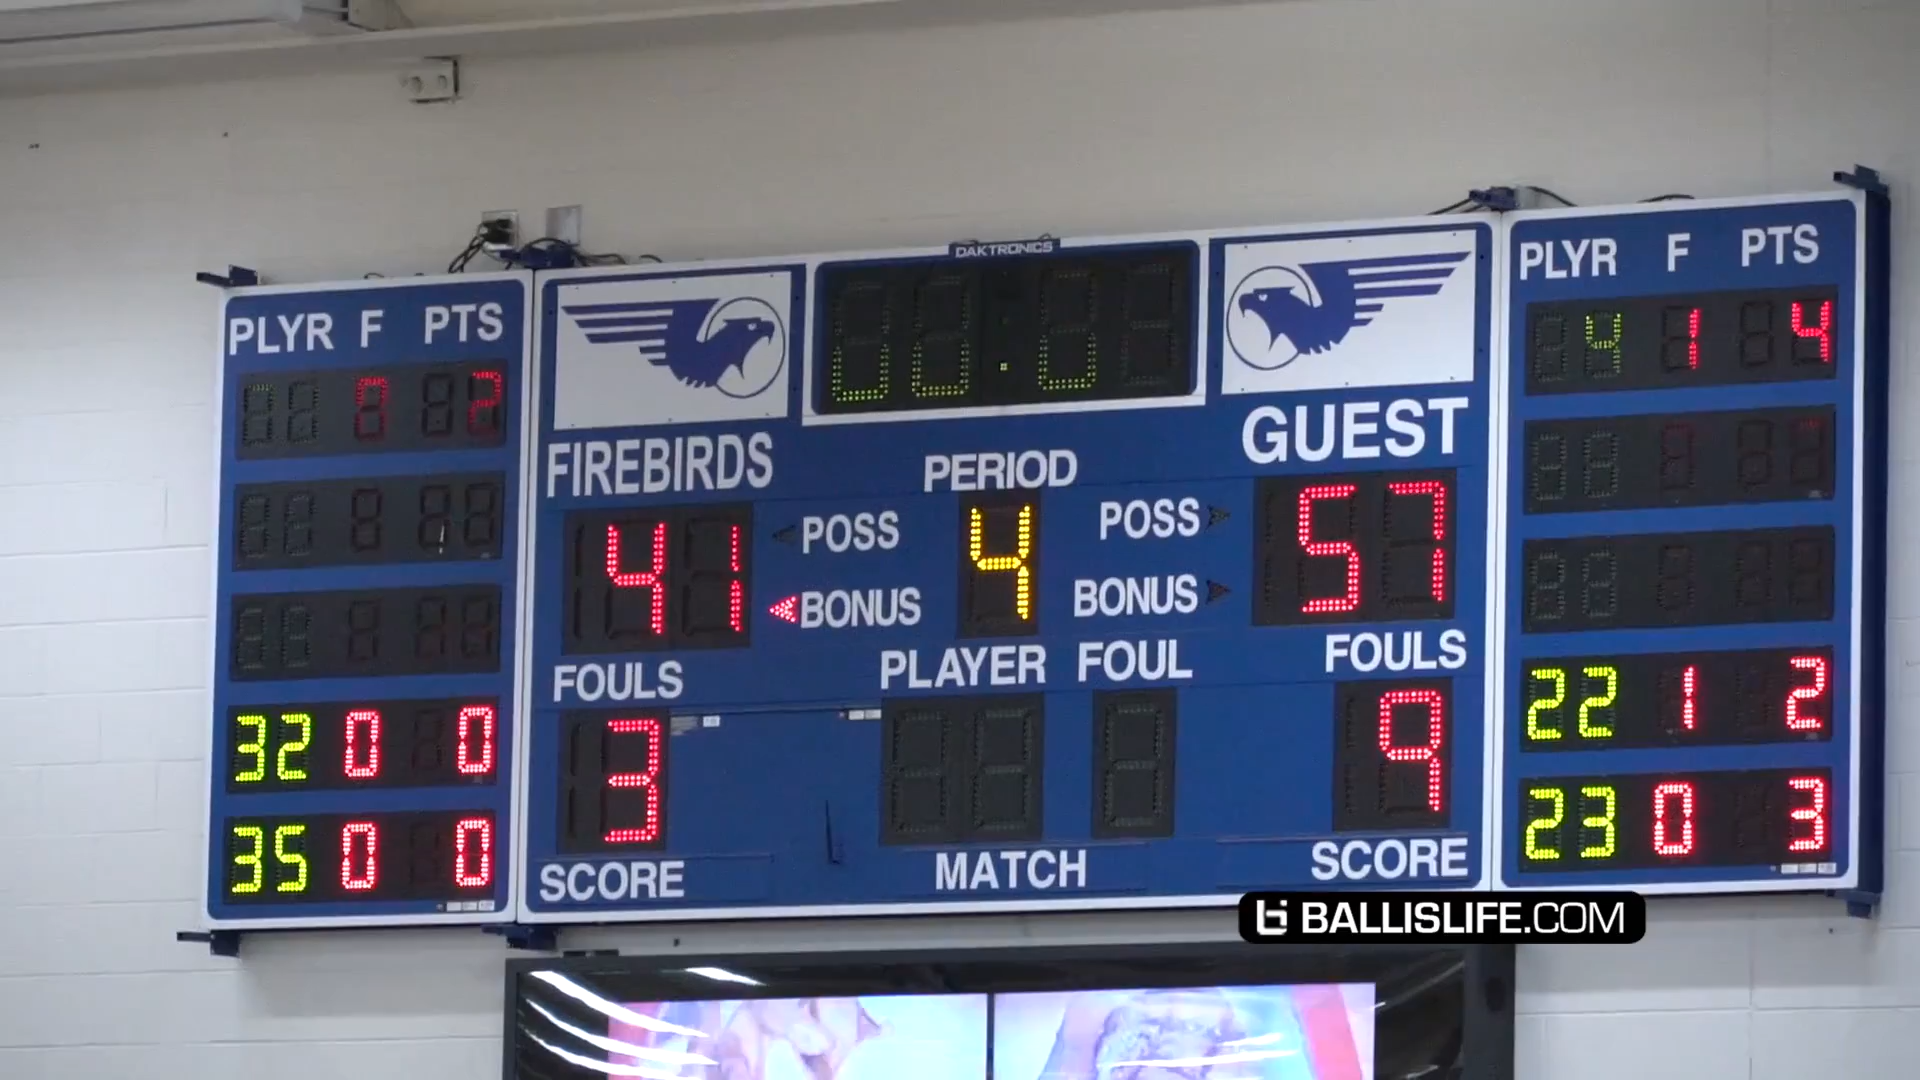 DAKTRONICS
PLYR F PTS
2
32 0 0
35 0 0
FIREBIRDS
41
POSS
BONUS
FOULS
3
SCORE
PERIOD
4
PLAYER FOUL
MATCH
GUEST
POSS
57
BONUS
FOULS
9
SCORE
PLYR F PTS
4 1 4
22 1 2
23 0 3
BALLISLIFE.COM